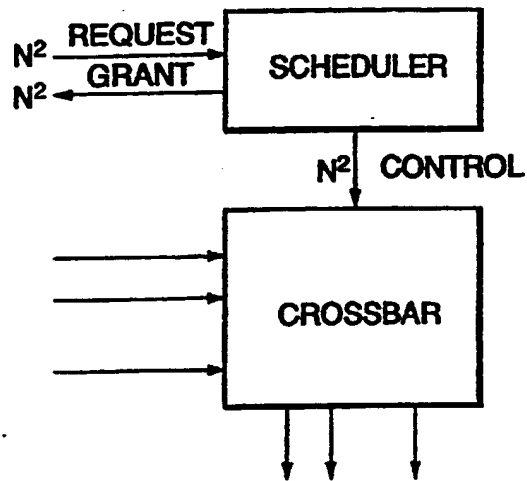 N² REQUEST
N² GRANT
SCHEDULER
N² CONTROL
CROSSBAR